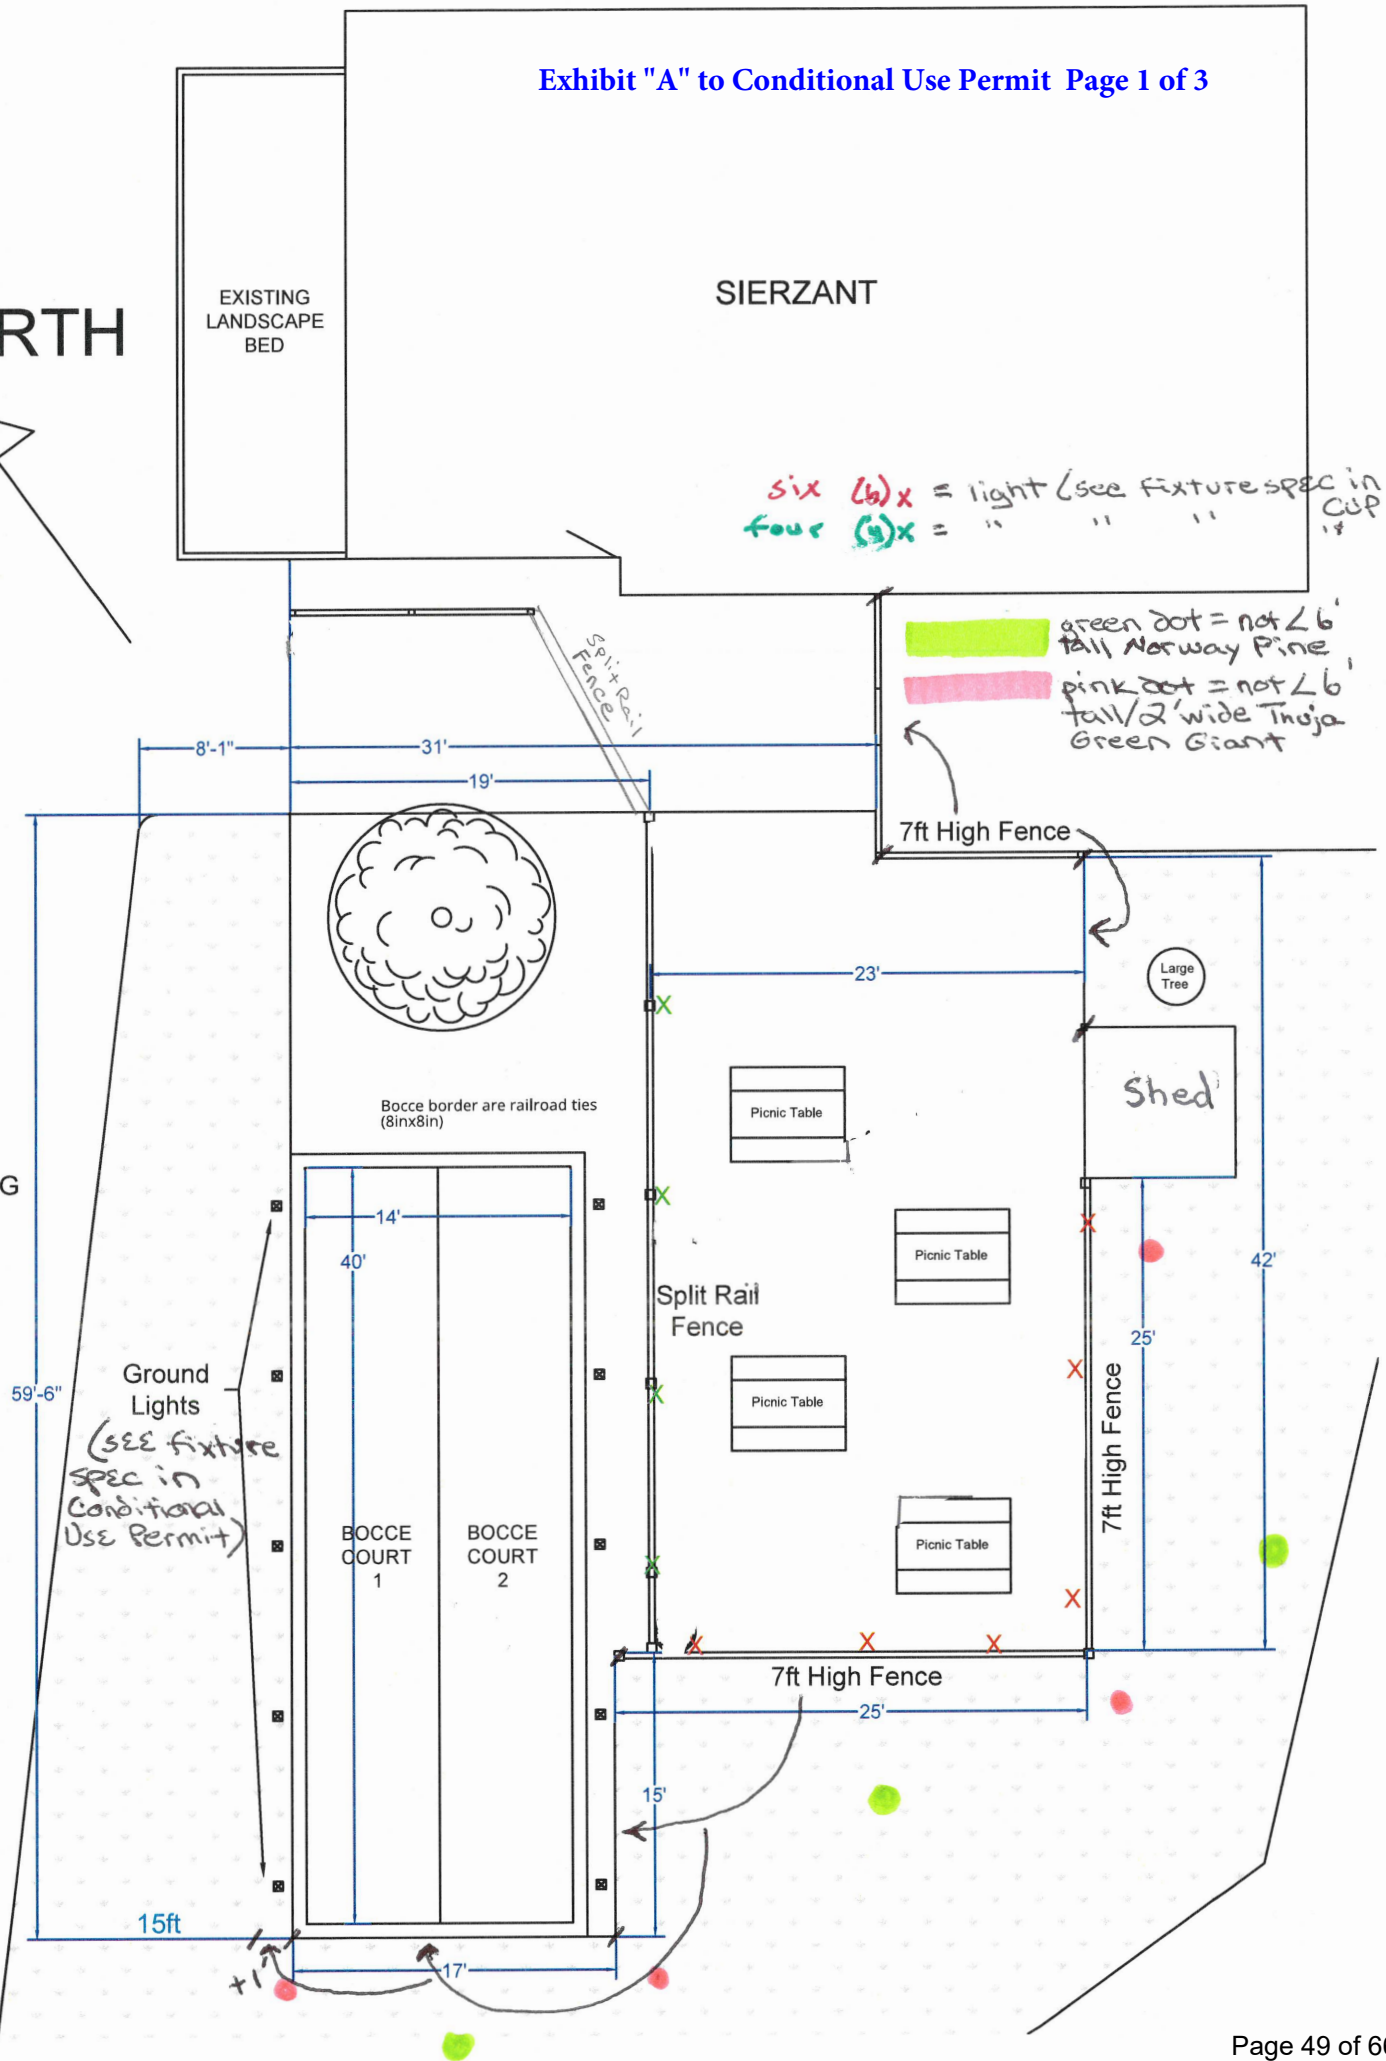 Exhibit "A" to Conditional Use Permit Page 1 of 3
EXISTING
LANDSCAPE
BED
SIERZANT
RTH
six (6) x = light (see fixture spec in
CUP
four (4) x = " " " "
green dot = not < 6'
tall Norway Pine
pink dot = not < 6'
tall/2' wide Thuja
Green Giant
Split Rail
Fence
8'-1"
31'
19'
7ft High Fence
23'
Large
Tree
Shed
Bocce border are railroad ties
(8inx8in)
Picnic Table
G
14'
40'
Picnic Table
42'
Split Rail
Fence
25'
Ground
Lights
(SEE fixture
spec in
Conditional
Use Permit)
59'-6"
Picnic Table
7ft High Fence
BOCCE
COURT
1
BOCCE
COURT
2
Picnic Table
X
X
X
X
X
X
X
X
X
X
7ft High Fence
25'
15'
15ft
+1'
17'
Page 49 of 6